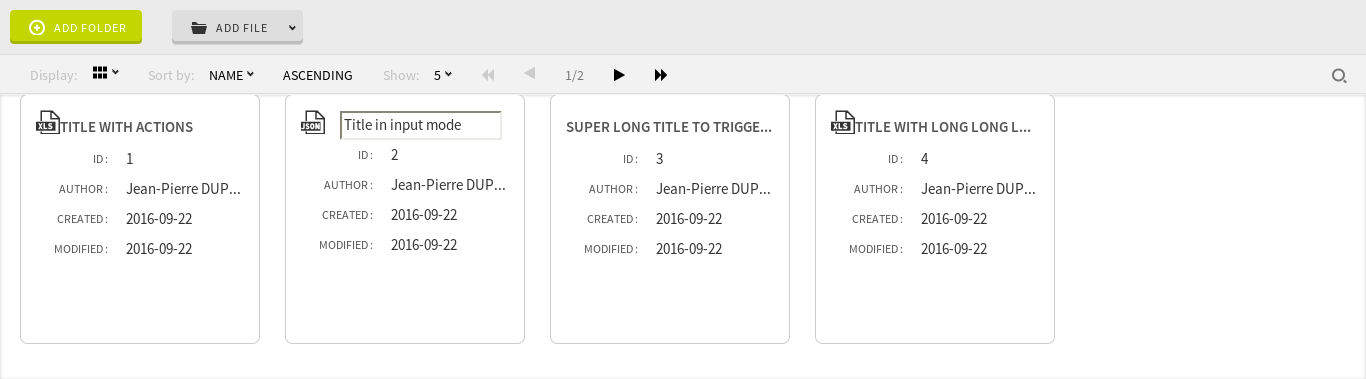 ADD FOLDER ADD FILE
Display: Sort by: NAME ASCENDING Show: 5 1/2
XLS TITLE WITH ACTIONS
ID: 1
AUTHOR: Jean-Pierre DUP...
CREATED: 2016-09-22
MODIFIED: 2016-09-22
JSON Title in input mode
ID: 2
AUTHOR: Jean-Pierre DUP...
CREATED: 2016-09-22
MODIFIED: 2016-09-22
SUPER LONG TITLE TO TRIGGE...
ID: 3
AUTHOR: Jean-Pierre DUP...
CREATED: 2016-09-22
MODIFIED: 2016-09-22
XLS TITLE WITH LONG LONG L...
ID: 4
AUTHOR: Jean-Pierre DUP...
CREATED: 2016-09-22
MODIFIED: 2016-09-22